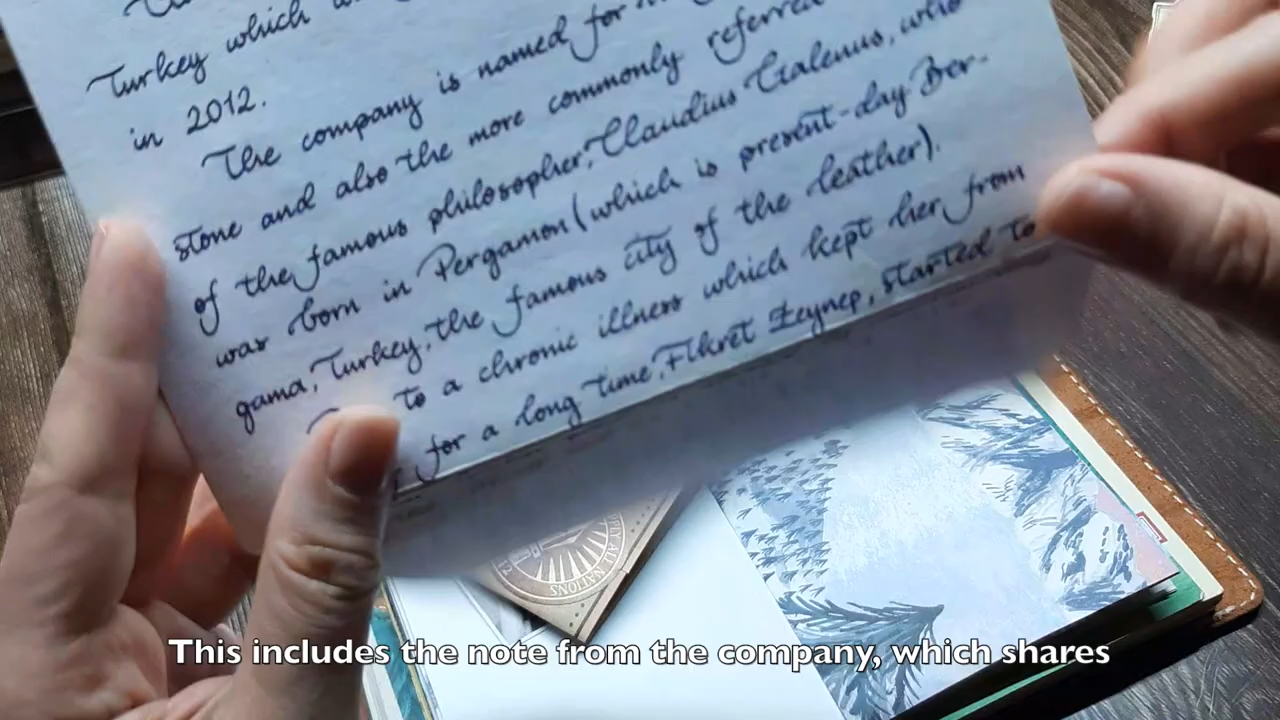 Turkey which
in 2012.
The company is named for
stone and also the more commonly referred
of the famous philosopher, Claudius Galenus, who
was born in Pergamon (which is present-day Ber-
gama, Turkey, the famous city of the leather).
to a chronic illness which kept her from
for a long time, Fikret Zeynep, started to
ALL NATIONS
This includes the note from the company, which shares